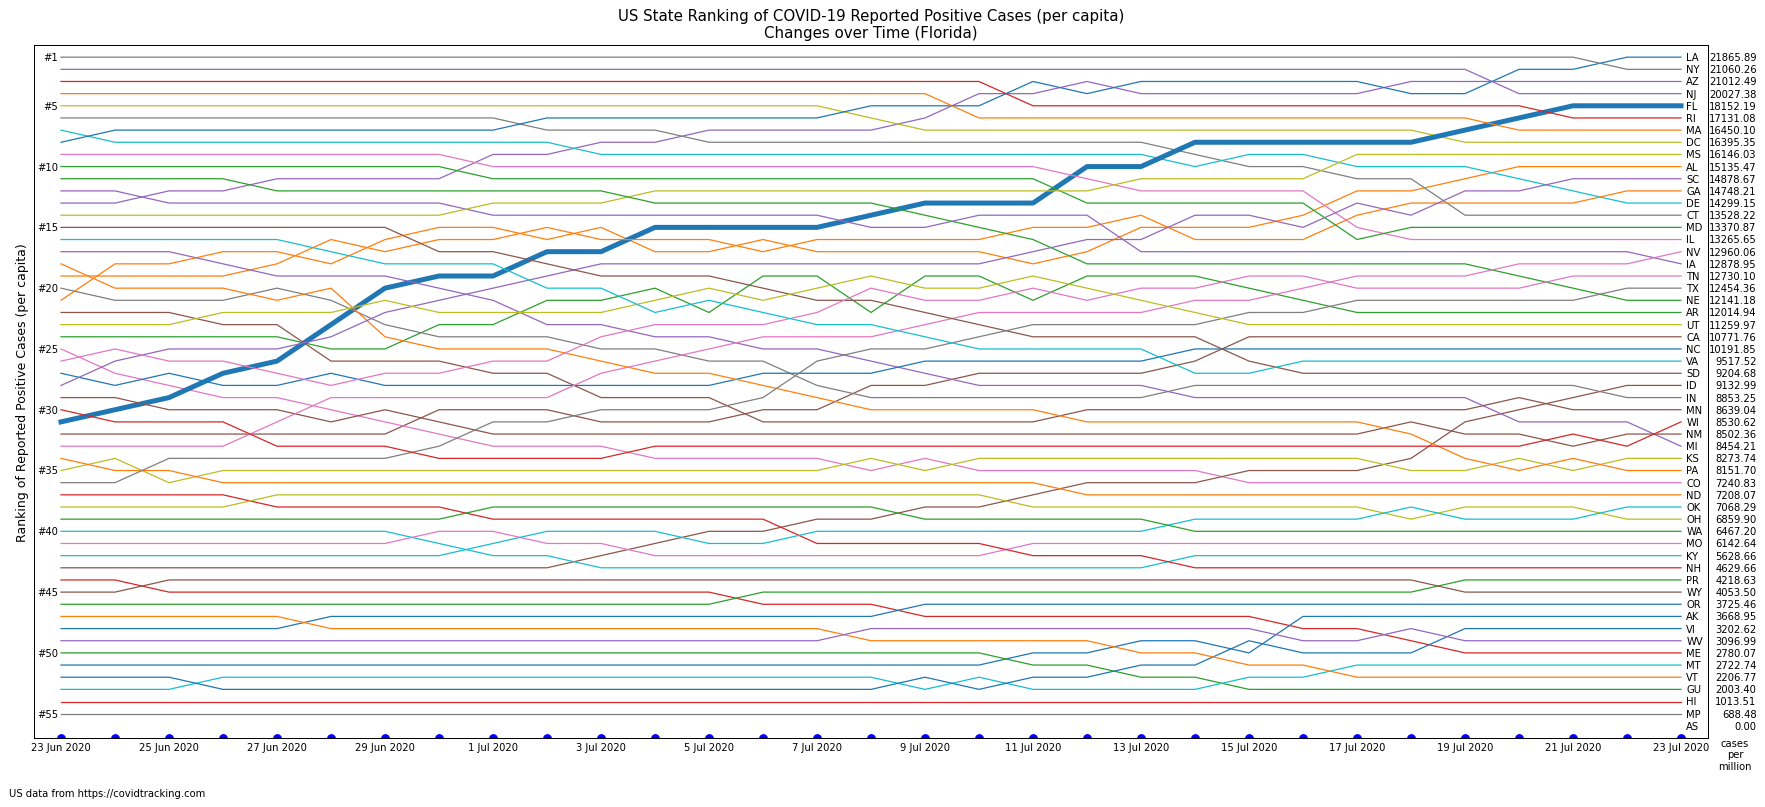 US State Ranking of COVID-19 Reported Positive Cases (per capita)
Changes over Time (Florida)
Ranking of Reported Positive Cases (per capita)
#1
#5
#10
#15
#20
#25
#30
#35
#40
#45
#50
#55
LA 21865.89
NY 21060.26
AZ 21012.49
NJ 20027.38
FL 18152.19
RI 17131.08
MA 16450.10
DC 16395.35
MS 16146.03
AL 15135.47
SC 14878.67
GA 14748.21
DE 14299.15
CT 13528.22
MD 13370.87
IL 13265.65
NV 12960.06
IA 12878.95
TN 12730.10
TX 12454.36
NE 12141.18
AR 12014.94
UT 11259.97
CA 10771.76
NC 10191.85
VA 9517.52
SD 9204.68
ID 9132.99
IN 8853.25
MN 8639.04
WI 8530.62
NM 8502.36
MI 8454.21
KS 8273.74
PA 8151.70
CO 7240.83
ND 7208.07
OK 7068.29
OH 6859.90
WA 6467.20
MO 6142.64
KY 5628.66
NH 4629.66
PR 4218.63
WY 4053.50
OR 3725.46
AK 3668.95
VI 3202.62
WV 3096.99
ME 2780.07
MT 2722.74
VT 2206.77
GU 2003.40
HI 1013.51
MP 688.48
AS 0.00
23 Jun 2020 25 Jun 2020 27 Jun 2020 29 Jun 2020 1 Jul 2020 3 Jul 2020 5 Jul 2020 7 Jul 2020 9 Jul 2020 11 Jul 2020 13 Jul 2020 15 Jul 2020 17 Jul 2020 19 Jul 2020 21 Jul 2020 23 Jul 2020
cases
per
million
US data from https://covidtracking.com